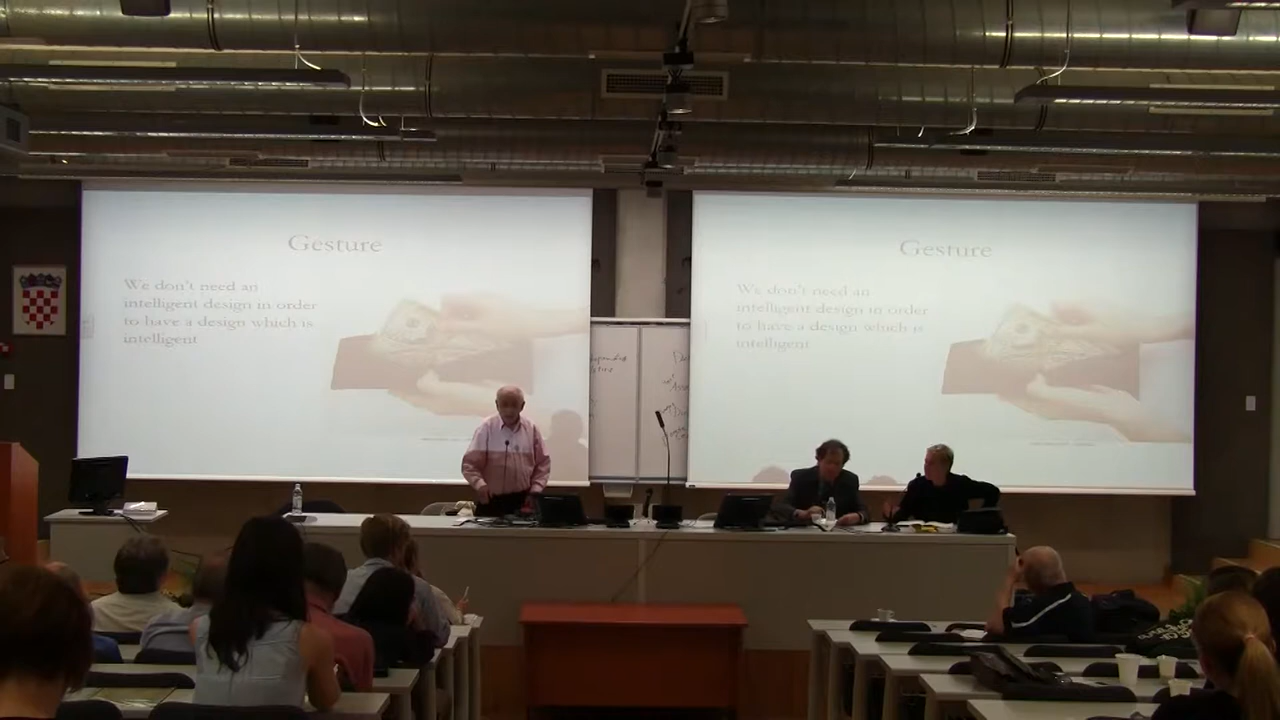 Gesture
We don't need an
intelligent design in order
to have a design which is
intelligent
Gesture
We don't need an
intelligent design in order
to have a design which is
intelligent